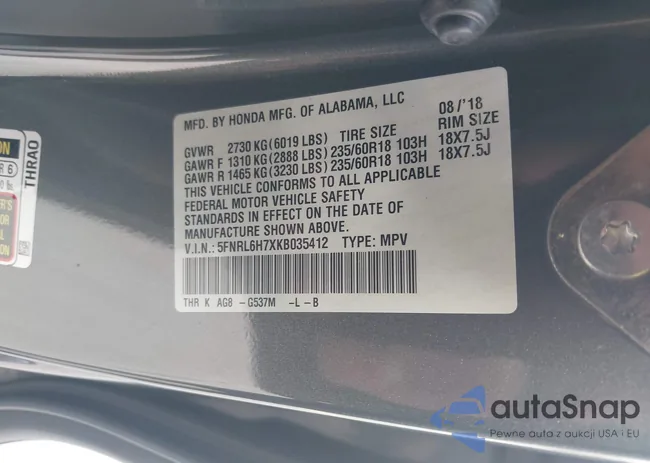 MFD. BY HONDA MFG. OF ALABAMA, LLC 08/'18
GVWR 2730 KG(6019 LBS) TIRE SIZE RIM SIZE
GAWR F 1310 KG(2888 LBS) 235/60R18 103H 18X7.5J
GAWR R 1465 KG(3230 LBS) 235/60R18 103H 18X7.5J
THIS VEHICLE CONFORMS TO ALL APPLICABLE
FEDERAL MOTOR VEHICLE SAFETY
STANDARDS IN EFFECT ON THE DATE OF
MANUFACTURE SHOWN ABOVE.
V.I.N.: 5FNRL6H7XKB035412 TYPE: MPV
THR K AG8 -G537M -L-B
THRA0
ON
R 6
autaSnap
Pewne auta z aukcji USA i EU